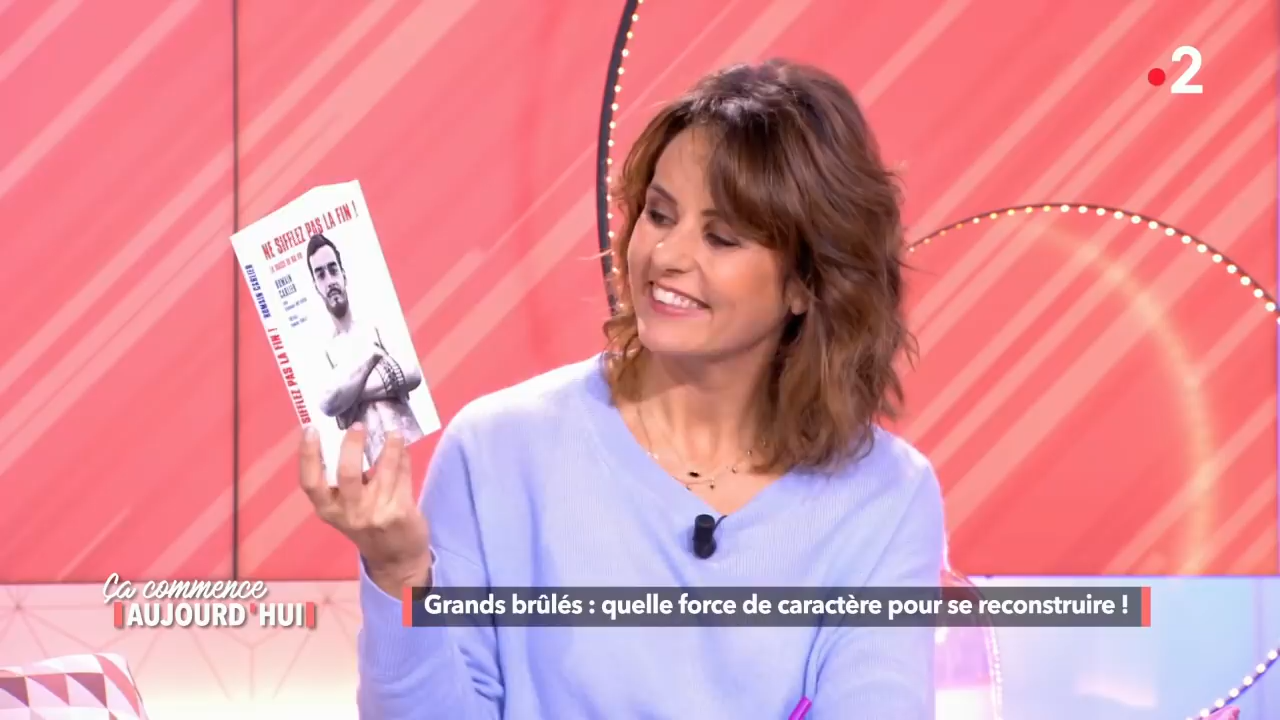 2
NE SIFFLEZ PAS LA FIN !
ROMAIN
CARLIER
ROMAIN CARLIER
SIFFLEZ PAS LA FIN !
Ça commence
AUJOURD'HUI
Grands brûlés : quelle force de caractère pour se reconstruire !